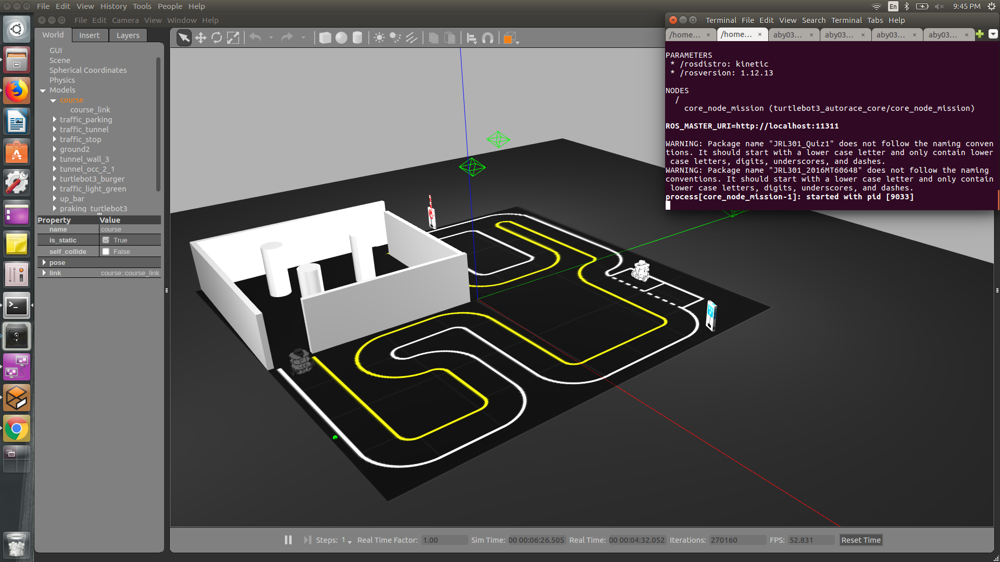 File Edit View History Tools People Help
En 9:45 PM
File Edit Camera View Window Help
World Insert Layers
GUI
Scene
Spherical Coordinates
Physics
Models
course
course_link
traffic_parking
traffic_tunnel
traffic_stop
ground2
tunnel_wall_3
tunnel_occ_2_1
turtlebot3_burger
traffic_light_green
up_bar
praking_turtlebot3
Property Value
name course
is_static True
self_collide False
pose
link course::course_link
Terminal File Edit View Search Terminal Tabs Help
/home... × /home... × aby03... × aby03... × aby03... × aby03... ×
PARAMETERS
* /rosdistro: kinetic
* /rosversion: 1.12.13
NODES
/
core_node_mission (turtlebot3_autorace_core/core_node_mission)
ROS_MASTER_URI=http://localhost:11311
WARNING: Package name "JRL301_Quiz1" does not follow the naming conven
tions. It should start with a lower case letter and only contain lower
case letters, digits, underscores, and dashes.
WARNING: Package name "JRL301_2016MT60648" does not follow the naming
conventions. It should start with a lower case letter and only contain
lower case letters, digits, underscores, and dashes.
process[core_node_mission-1]: started with pid [9033]
Steps: 1 Real Time Factor: 1.00 Sim Time: 00 00:06:26.505 Real Time: 00 00:04:32.052 Iterations: 270160 FPS: 52.831 Reset Time